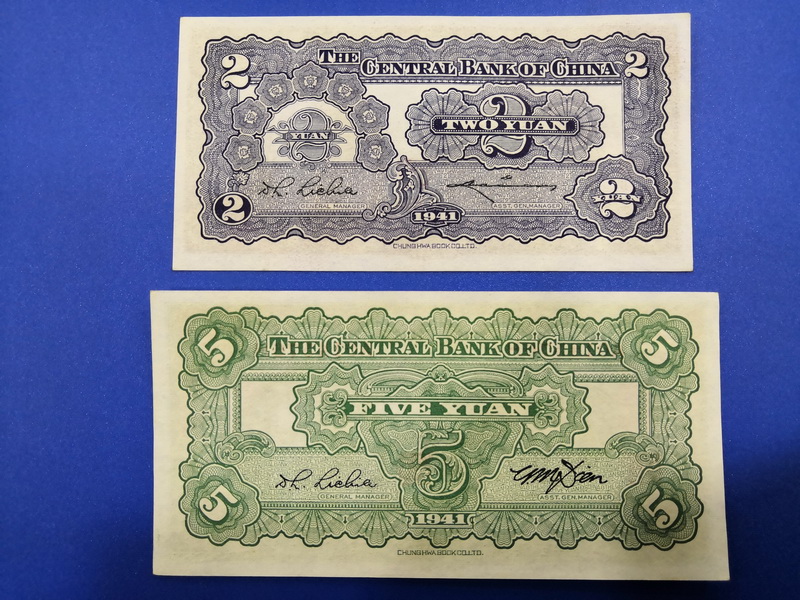 THE CENTRAL BANK OF CHINA
2 2
2 YUAN
2 TWO YUAN
GENERAL MANAGER
ASST. GEN. MANAGER
2 YUAN
2
1941
CHUNG HWA BOOK CO., LTD.
5 5
THE CENTRAL BANK OF CHINA
FIVE YUAN
5
GENERAL MANAGER
ASST. GEN. MANAGER
5 5
1941
CHUNG HWA BOOK CO., LTD.